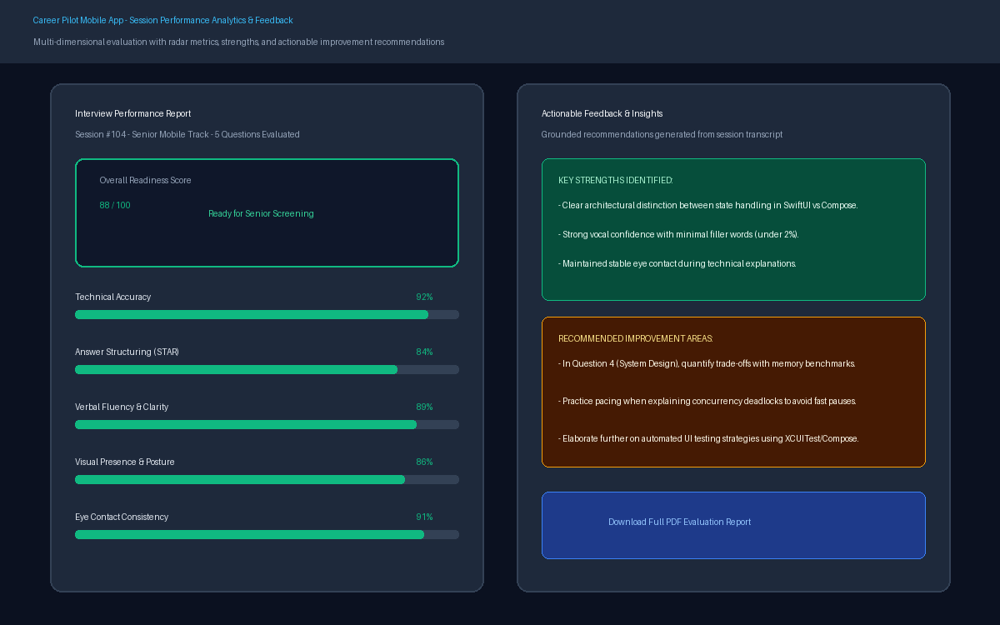 Career Pilot Mobile App - Session Performance Analytics & Feedback
Multi-dimensional evaluation with radar metrics, strengths, and actionable improvement recommendations
Interview Performance Report
Session #104 - Senior Mobile Track - 5 Questions Evaluated
Overall Readiness Score
88 / 100
Ready for Senior Screening
Technical Accuracy 92%
Answer Structuring (STAR) 84%
Verbal Fluency & Clarity 89%
Visual Presence & Posture 86%
Eye Contact Consistency 91%
Actionable Feedback & Insights
Grounded recommendations generated from session transcript
KEY STRENGTHS IDENTIFIED:
- Clear architectural distinction between state handling in SwiftUI vs Compose.
- Strong vocal confidence with minimal filler words (under 2%).
- Maintained stable eye contact during technical explanations.
RECOMMENDED IMPROVEMENT AREAS:
- In Question 4 (System Design), quantify trade-offs with memory benchmarks.
- Practice pacing when explaining concurrency deadlocks to avoid fast pauses.
- Elaborate further on automated UI testing strategies using XCUITest/Compose.
Download Full PDF Evaluation Report